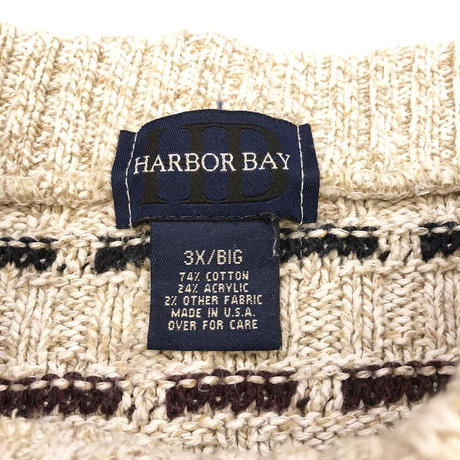 HB
HARBOR BAY
3X/BIG
74% COTTON
24% ACRYLIC
2% OTHER FABRIC
MADE IN U.S.A.
OVER FOR CARE